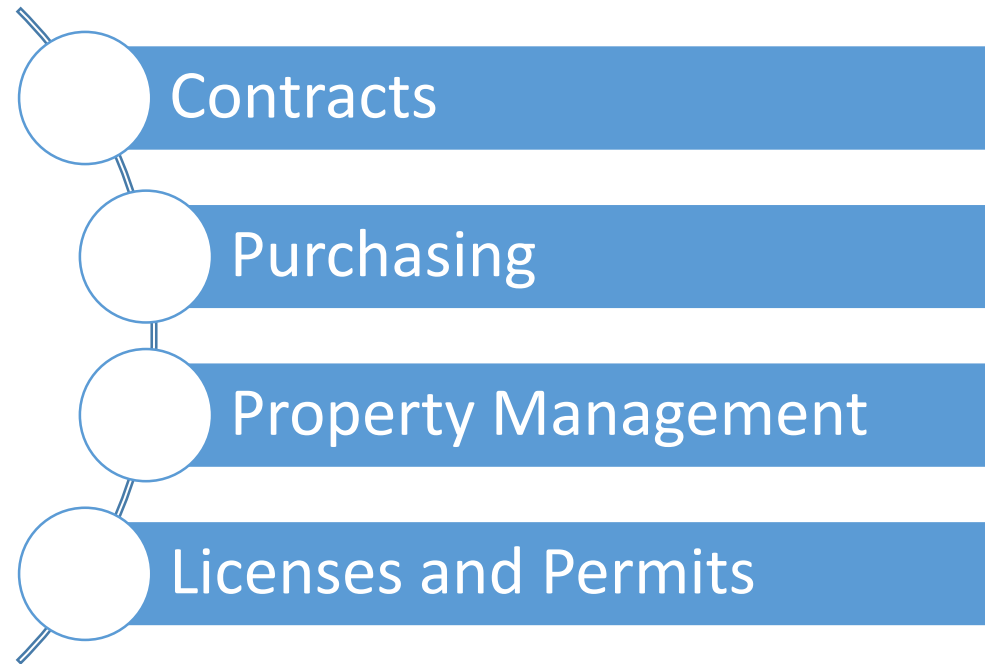 Contracts
Purchasing
Property Management
Licenses and Permits